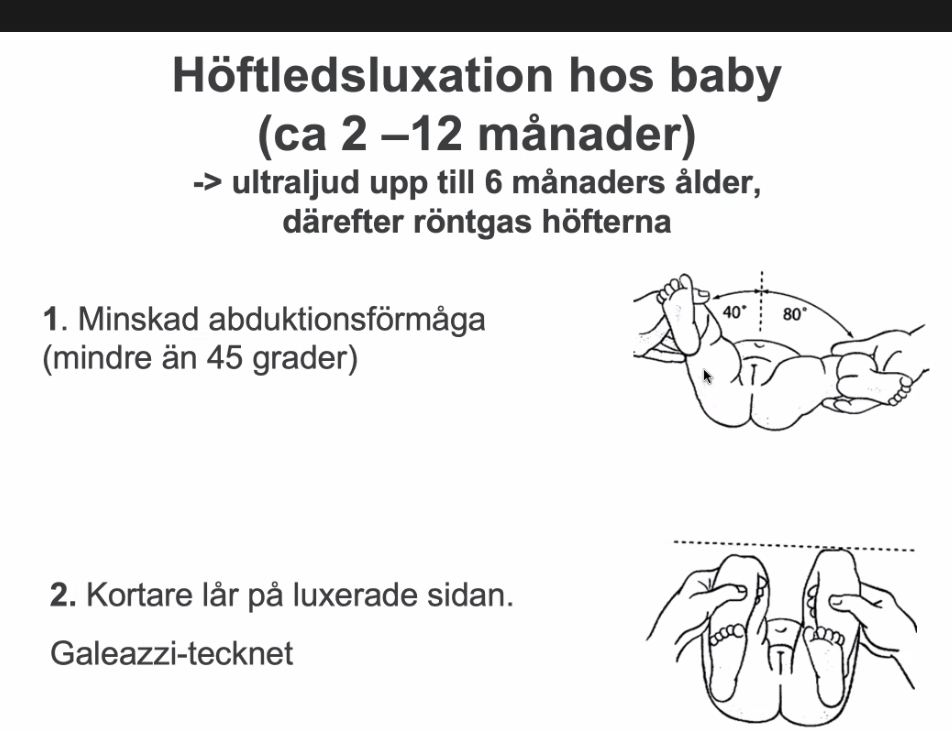 Höftledsluxation hos baby
(ca 2 –12 månader)
-> ultraljud upp till 6 månaders ålder,
därefter röntgas höfterna
1. Minskad abduktionsförmåga
(mindre än 45 grader)
40° 80°
2. Kortare lår på luxerade sidan.
Galeazzi-tecknet